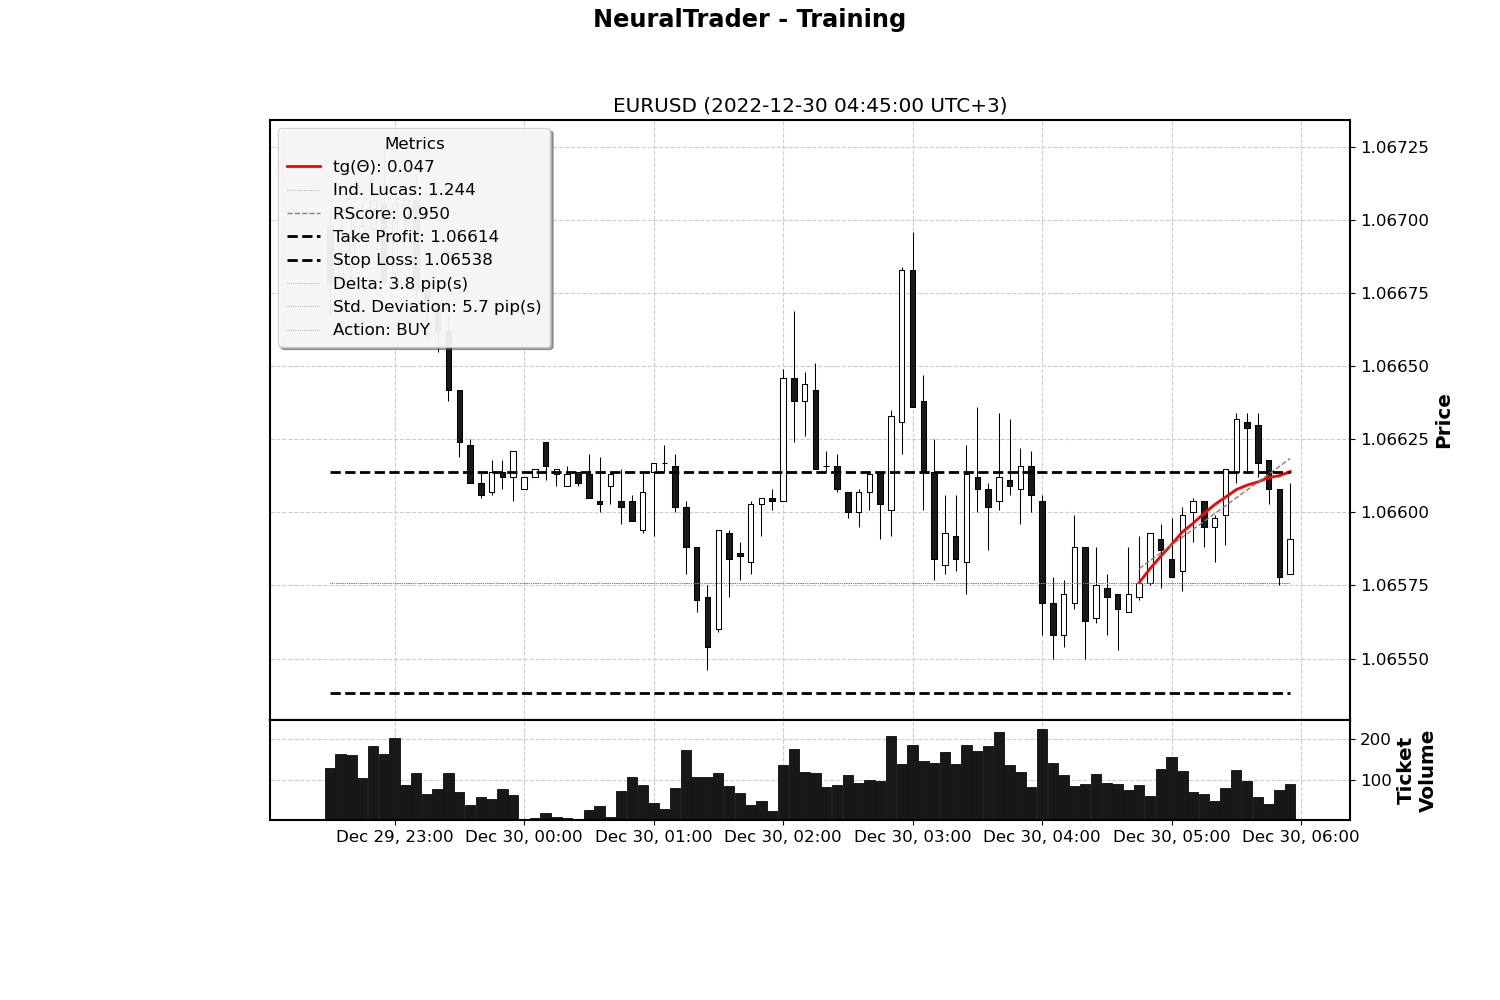 NeuralTrader - Training
EURUSD (2022-12-30 04:45:00 UTC+3)
Metrics
tg(Θ): 0.047
Ind. Lucas: 1.244
RScore: 0.950
Take Profit: 1.06614
Stop Loss: 1.06538
Delta: 3.8 pip(s)
Std. Deviation: 5.7 pip(s)
Action: BUY
1.06725
1.06700
1.06675
1.06650
1.06625
1.06600
1.06575
1.06550
Price
200
100
Ticket
Volume
Dec 29, 23:00
Dec 30, 00:00
Dec 30, 01:00
Dec 30, 02:00
Dec 30, 03:00
Dec 30, 04:00
Dec 30, 05:00
Dec 30, 06:00